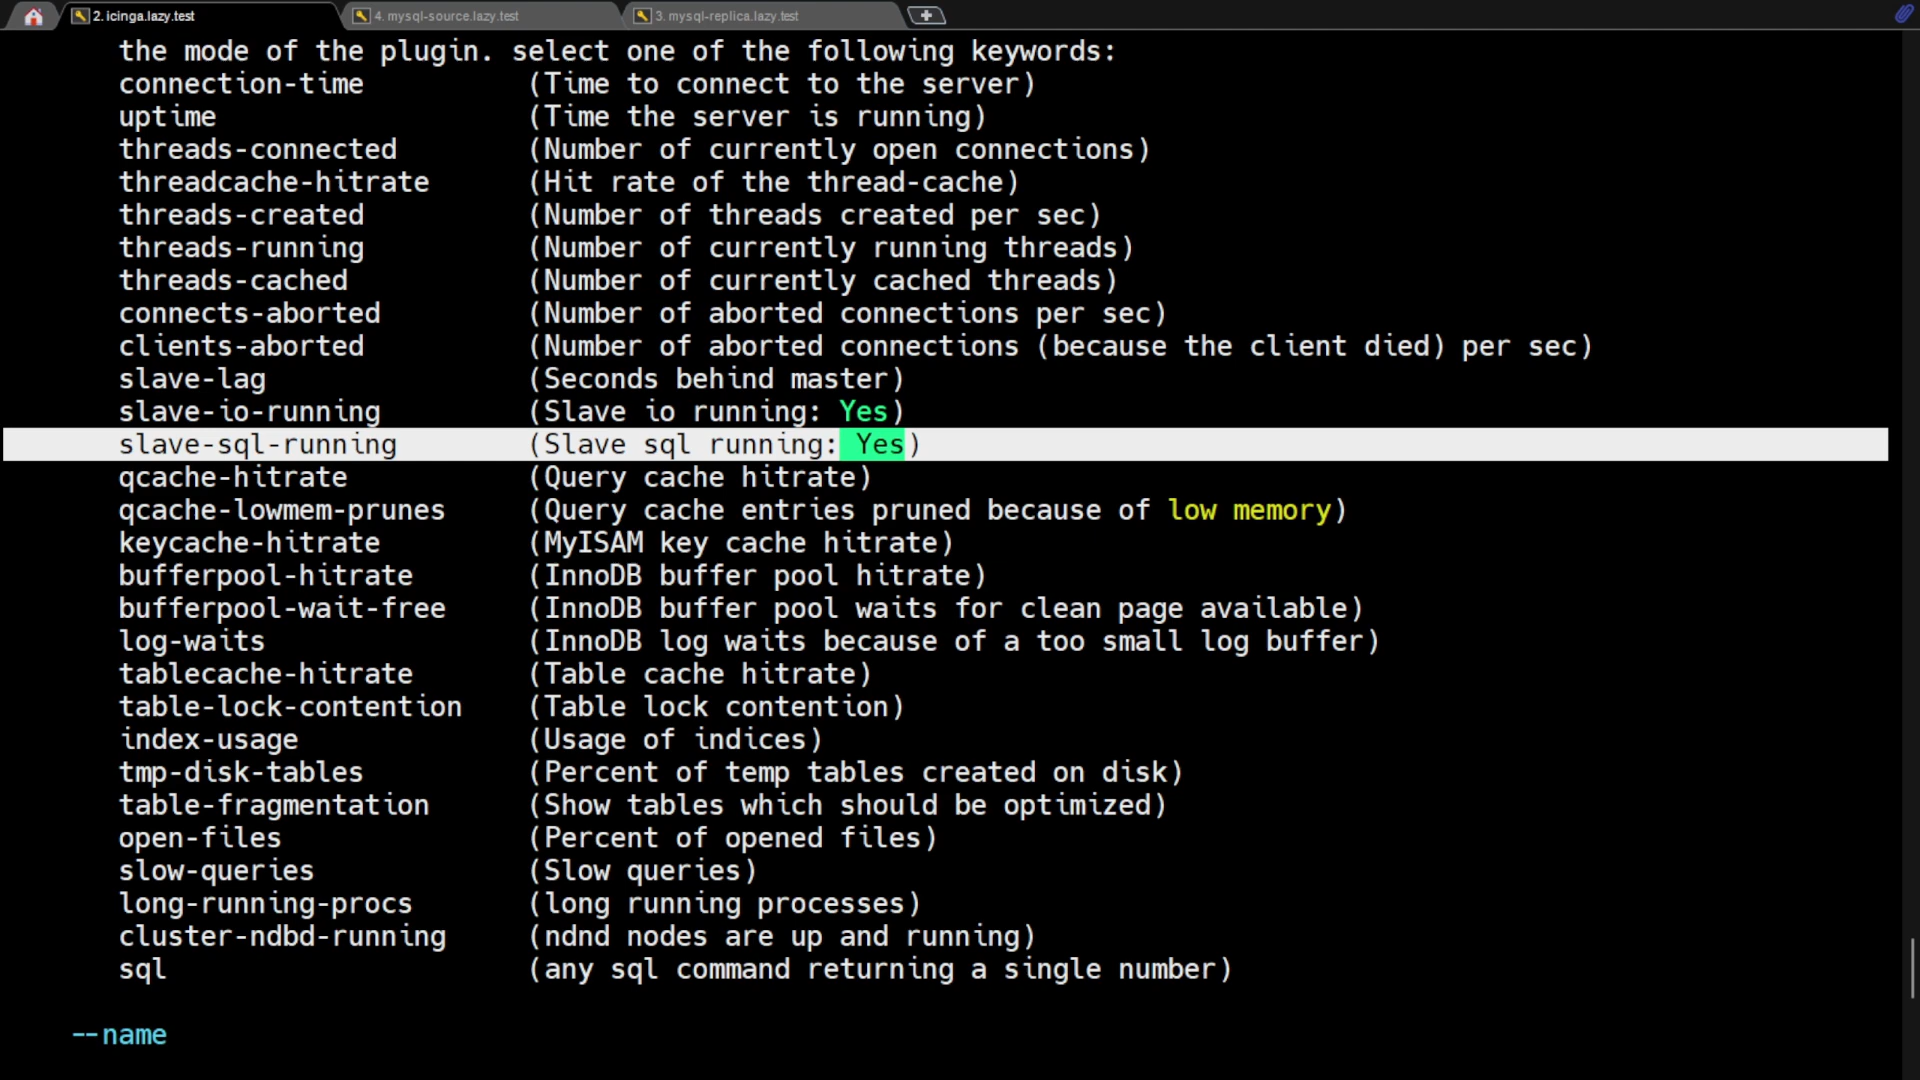 2. icinga.lazy.test
4. mysql-source.lazy.test
3. mysql-replica.lazy.test
the mode of the plugin. select one of the following keywords:
connection-time (Time to connect to the server)
uptime (Time the server is running)
threads-connected (Number of currently open connections)
threadcache-hitrate (Hit rate of the thread-cache)
threads-created (Number of threads created per sec)
threads-running (Number of currently running threads)
threads-cached (Number of currently cached threads)
connects-aborted (Number of aborted connections per sec)
clients-aborted (Number of aborted connections (because the client died) per sec)
slave-lag (Seconds behind master)
slave-io-running (Slave io running: Yes)
slave-sql-running (Slave sql running: Yes)
qcache-hitrate (Query cache hitrate)
qcache-lowmem-prunes (Query cache entries pruned because of low memory)
keycache-hitrate (MyISAM key cache hitrate)
bufferpool-hitrate (InnoDB buffer pool hitrate)
bufferpool-wait-free (InnoDB buffer pool waits for clean page available)
log-waits (InnoDB log waits because of a too small log buffer)
tablecache-hitrate (Table cache hitrate)
table-lock-contention (Table lock contention)
index-usage (Usage of indices)
tmp-disk-tables (Percent of temp tables created on disk)
table-fragmentation (Show tables which should be optimized)
open-files (Percent of opened files)
slow-queries (Slow queries)
long-running-procs (long running processes)
cluster-ndbd-running (ndnd nodes are up and running)
sql (any sql command returning a single number)
--name